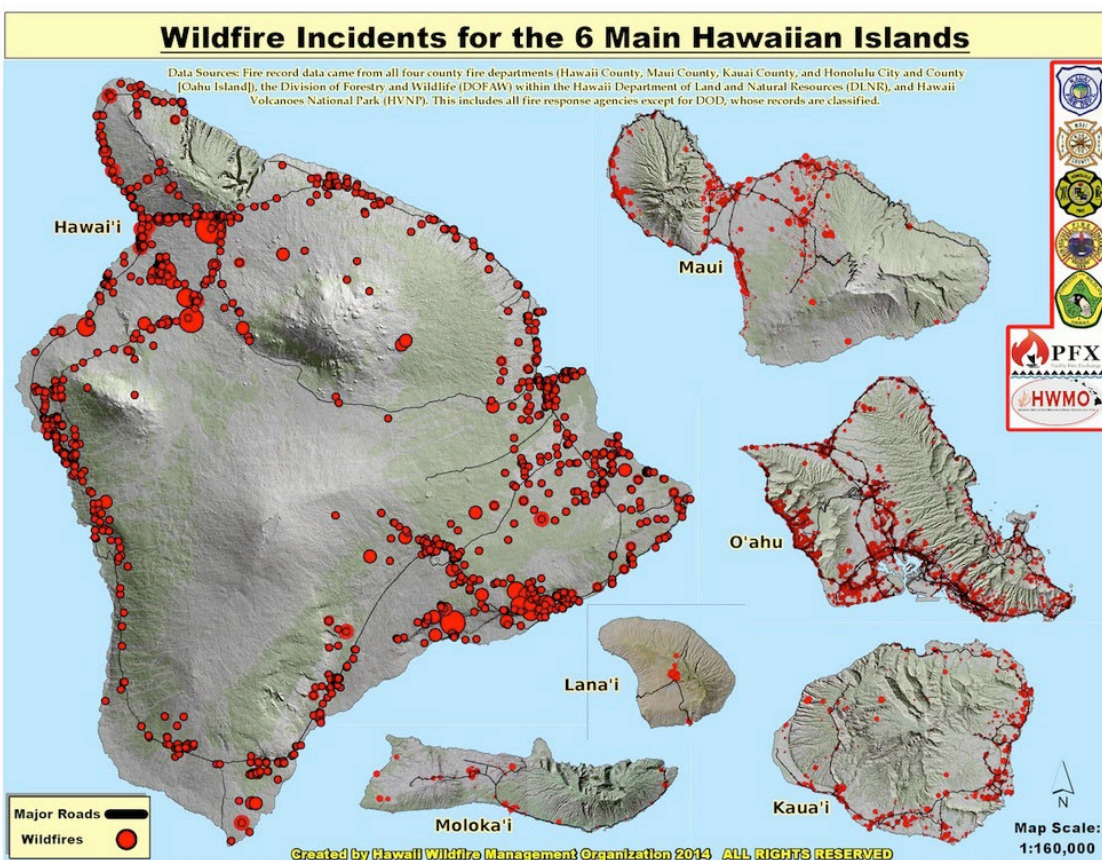 Wildfire Incidents for the 6 Main Hawaiian Islands
Data Sources: Fire record data came from all four county fire departments (Hawaii County, Maui County, Kauai County, and Honolulu City and County
[Oahu Island]), the Division of Forestry and Wildlife (DOFAW) within the Hawaii Department of Land and Natural Resources (DLNR), and Hawaii
Volcanoes National Park (HVNP). This includes all fire response agencies except for DOD, whose records are classified.
Hawai'i
Maui
PFX
Pacific Fire Exchange
HWMO
O'ahu
Lana'i
Kaua'i
Moloka'i
N
Major Roads
Wildfires
Map Scale:
1:160,000
Created by Hawaii Wildfire Management Organization 2014 ALL RIGHTS RESERVED